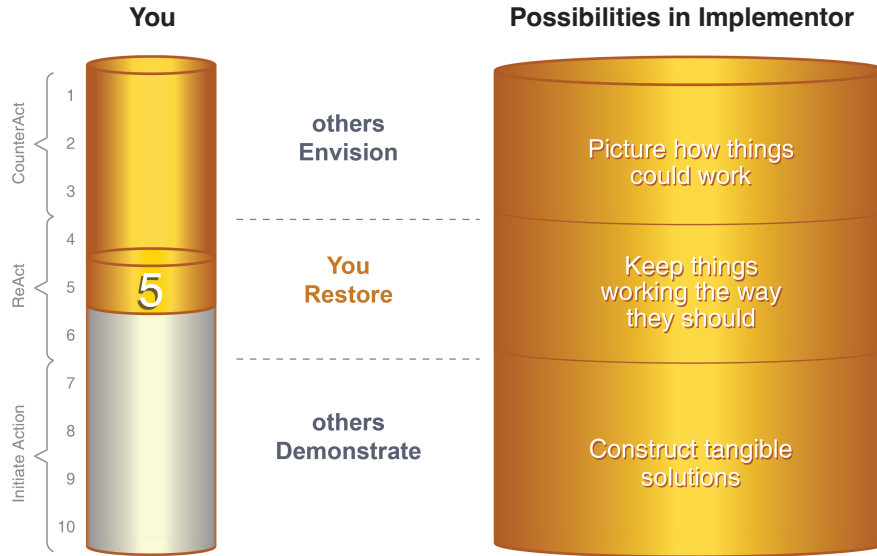 You
Possibilities in Implementor
CounterAct
1
2
3
others
Envision
Picture how things
could work
ReAct
4
5
6
5
You
Restore
Keep things
working the way
they should
Initiate Action
7
8
9
10
others
Demonstrate
Construct tangible
solutions